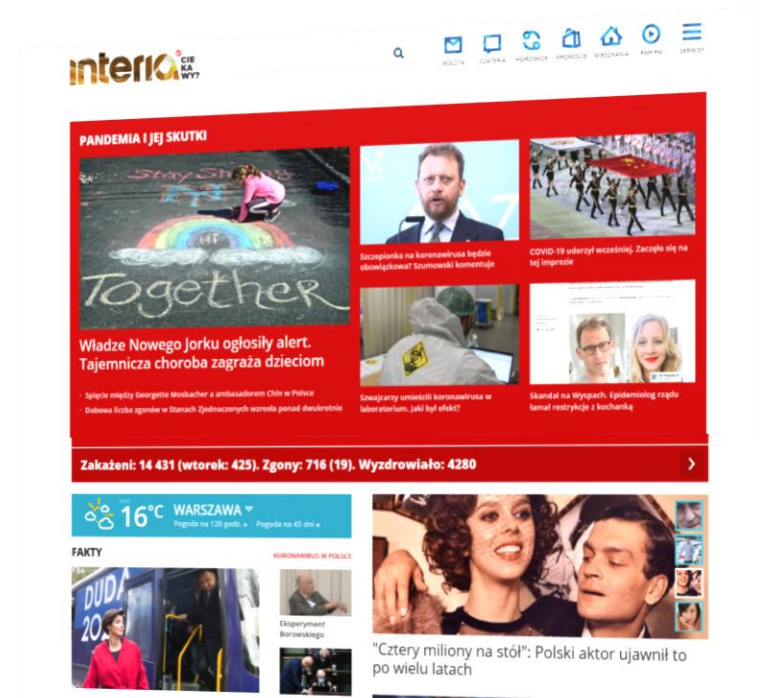 interia
CIE
KA
WY?
POCZTA
CZATERIA
HOROSKOP
PROMOCJE
MIESZKANIA
RMF FM
SERWISY
PANDEMIA I JEJ SKUTKI
Stay Strong
Together
Władze Nowego Jorku ogłosiły alert.
Tajemnicza choroba zagraża dzieciom
Spięcie między Georgette Mosbacher a ambasadorem Chin w Polsce
Dobowa liczba zgonów w Stanach Zjednoczonych wzrosła ponad dwukrotnie
Szczepionka na koronawirusa będzie
obowiązkowa? Szumowski komentuje
COVID-19 uderzył wcześniej. Zaczęło się na
tej imprezie
Szwajcarzy umieścili koronawirusa w
laboratorium. Jaki był efekt?
Skandal na Wyspach. Epidemiolog rządu
łamał restrykcje z kochanką
Zakażeni: 14 431 (wtorek: 425). Zgony: 716 (19). Wyzdrowiało: 4280
16°C
WARSZAWA
Pogoda na 120 godz. » Pogoda na 45 dni »
FAKTY
KORONAWIRUS W POLSCE
DUDA
Eksperyment
Borowskiego
"Cztery miliony na stół": Polski aktor ujawnił to
po wielu latach